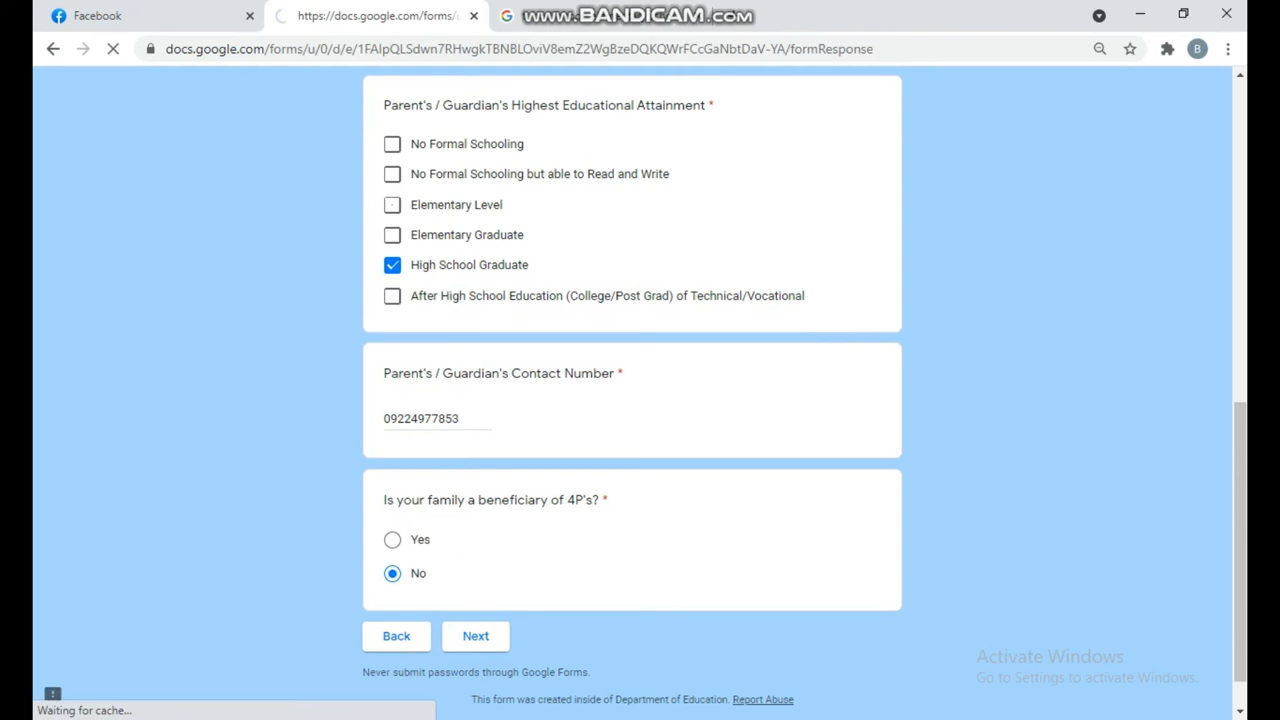 Facebook
https://docs.google.com/forms/u
www.BANDICAM.com
docs.google.com/forms/u/0/d/e/1FAIpQLSdwn7RHwgkTBNBLOviV8emZ2WgBzeDQKQWrFCcGaNbtDaV-YA/formResponse
B
Parent's / Guardian's Highest Educational Attainment *
No Formal Schooling
No Formal Schooling but able to Read and Write
Elementary Level
Elementary Graduate
High School Graduate
After High School Education (College/Post Grad) of Technical/Vocational
Parent's / Guardian's Contact Number *
09224977853
Is your family a beneficiary of 4P's? *
Yes
No
Back
Next
Activate Windows
Go to Settings to activate Windows.
Never submit passwords through Google Forms.
This form was created inside of Department of Education. Report Abuse
Waiting for cache...